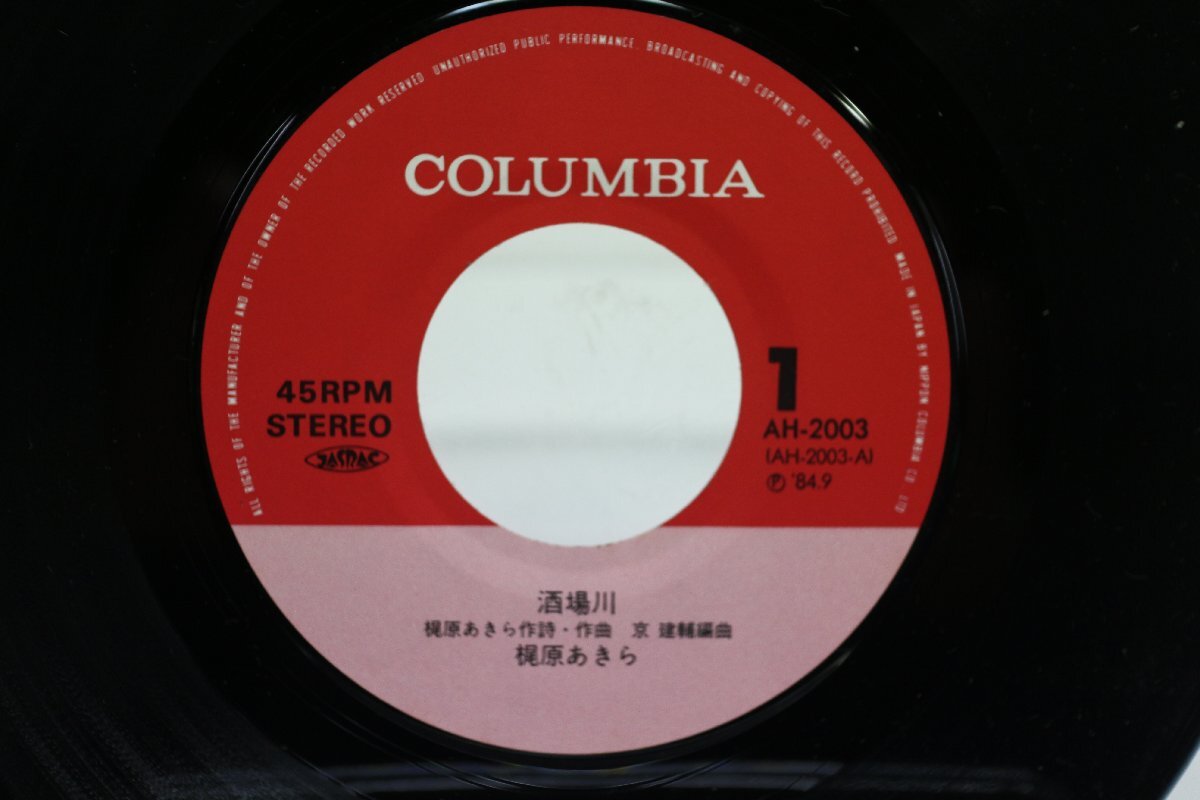 ALL RIGHTS OF THE MANUFACTURER AND OF THE OWNER OF THE RECORDED WORK RESERVED UNAUTHORIZED PUBLIC PERFORMANCE. BROADCASTING AND COPYING OF THIS RECORD PROHIBITED MADE IN JAPAN BY NIPPON COLUMBIA CO. LTD
COLUMBIA
45RPM
STEREO
JASRAC
1
AH-2003
(AH-2003-A)
Ⓟ '84.9
酒場川
梶原あきら作詩・作曲 京 建輔編曲
梶原あきら